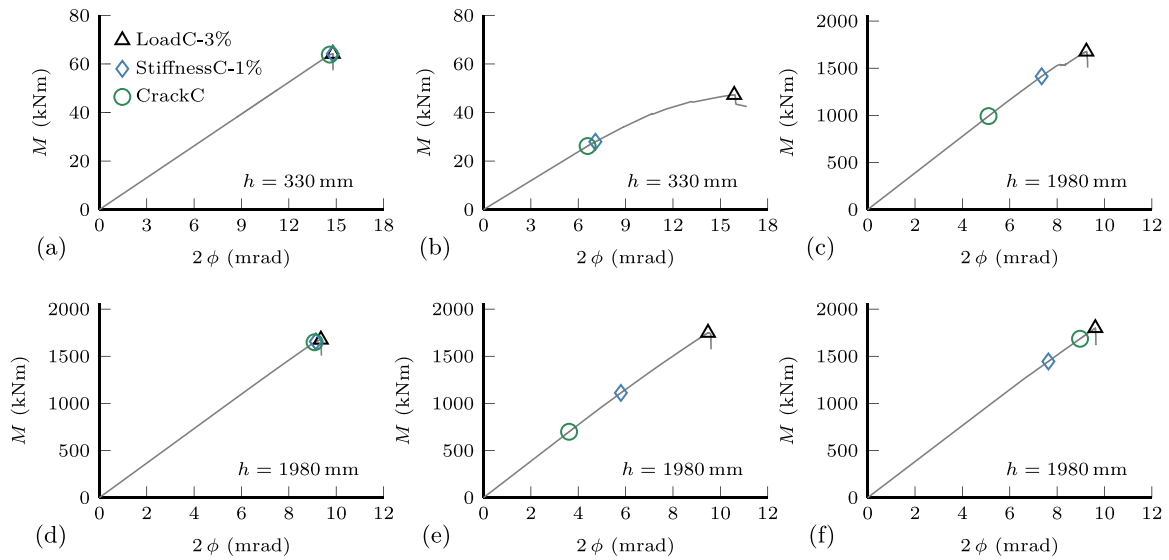 80
60
40
20
0
M (kNm)
LoadC-3%
StiffnessC-1%
CrackC
h = 330 mm
0 3 6 9 12 15 18
2 ϕ (mrad)
(a)
80
60
40
20
0
M (kNm)
h = 330 mm
0 3 6 9 12 15 18
2 ϕ (mrad)
(b)
2000
1500
1000
500
0
M (kNm)
h = 1980 mm
0 2 4 6 8 10 12
2 ϕ (mrad)
(c)
2000
1500
1000
500
0
M (kNm)
h = 1980 mm
0 2 4 6 8 10 12
2 ϕ (mrad)
(d)
2000
1500
1000
500
0
M (kNm)
h = 1980 mm
0 2 4 6 8 10 12
2 ϕ (mrad)
(e)
2000
1500
1000
500
0
M (kNm)
h = 1980 mm
0 2 4 6 8 10 12
2 ϕ (mrad)
(f)